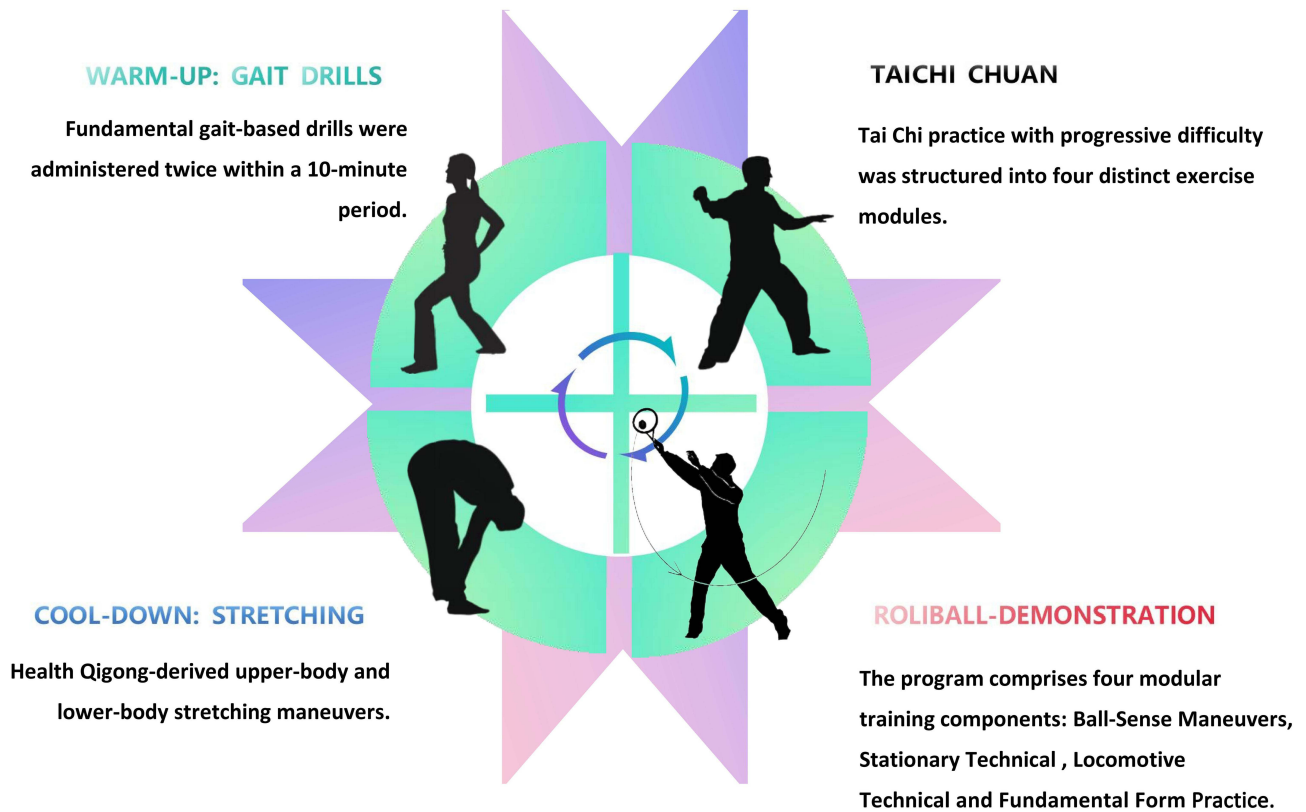 WARM-UP: GAIT DRILLS
Fundamental gait-based drills were
administered twice within a 10-minute
period.
TAICHI CHUAN
Tai Chi practice with progressive difficulty
was structured into four distinct exercise
modules.
COOL-DOWN: STRETCHING
Health Qigong-derived upper-body and
lower-body stretching maneuvers.
ROLIBALL-DEMONSTRATION
The program comprises four modular
training components: Ball-Sense Maneuvers,
Stationary Technical , Locomotive
Technical and Fundamental Form Practice.